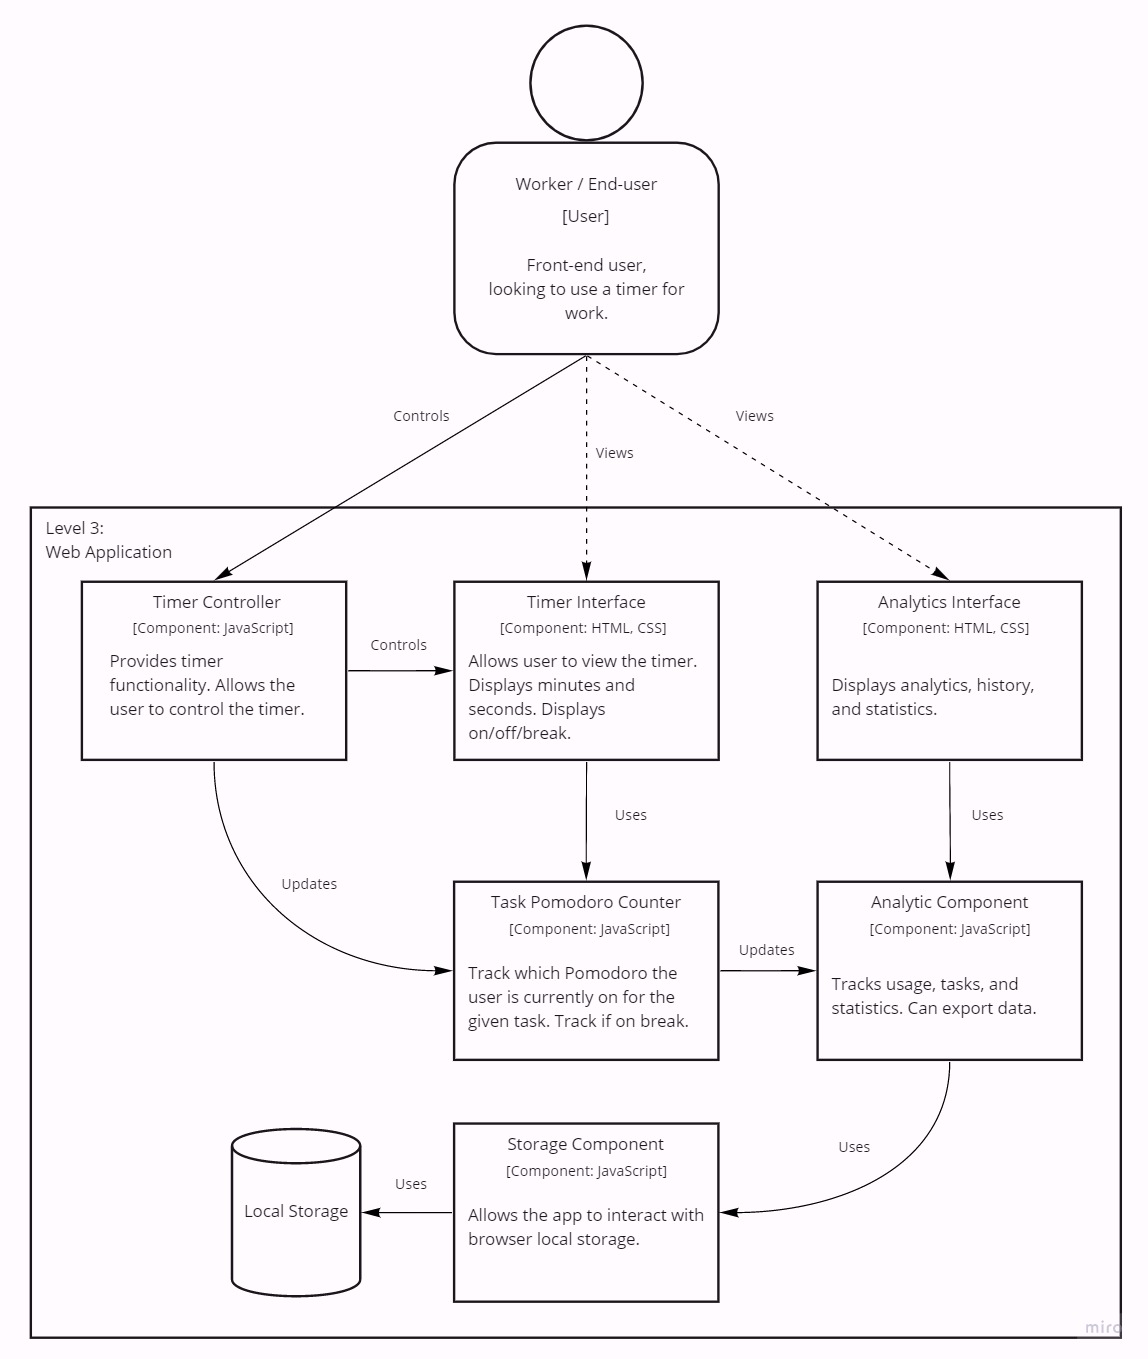 Worker / End-user
[User]
Front-end user,
looking to use a timer for
work.
Controls
Views
Views
Level 3:
Web Application
Timer Controller
[Component: JavaScript]
Provides timer
functionality. Allows the
user to control the timer.
Controls
Timer Interface
[Component: HTML, CSS]
Allows user to view the timer.
Displays minutes and
seconds. Displays
on/off/break.
Analytics Interface
[Component: HTML, CSS]
Displays analytics, history,
and statistics.
Uses
Uses
Updates
Task Pomodoro Counter
[Component: JavaScript]
Track which Pomodoro the
user is currently on for the
given task. Track if on break.
Updates
Analytic Component
[Component: JavaScript]
Tracks usage, tasks, and
statistics. Can export data.
Uses
Storage Component
[Component: JavaScript]
Allows the app to interact with
browser local storage.
Uses
Local Storage
miro